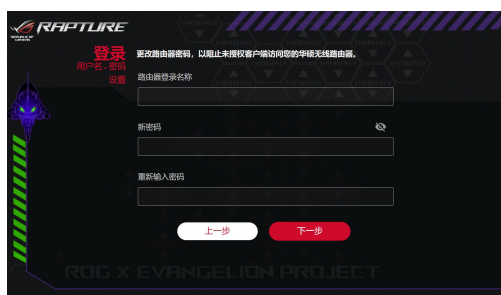 RAPTURE
REPUBLIC OF
GAMERS
登录
用户名，密码
设置
更改路由器密码，以阻止未授权客户端访问您的华硕无线路由器。
路由器登录名称
新密码
重新输入密码
上一步
下一步
ROG X EVANGELION PROJECT